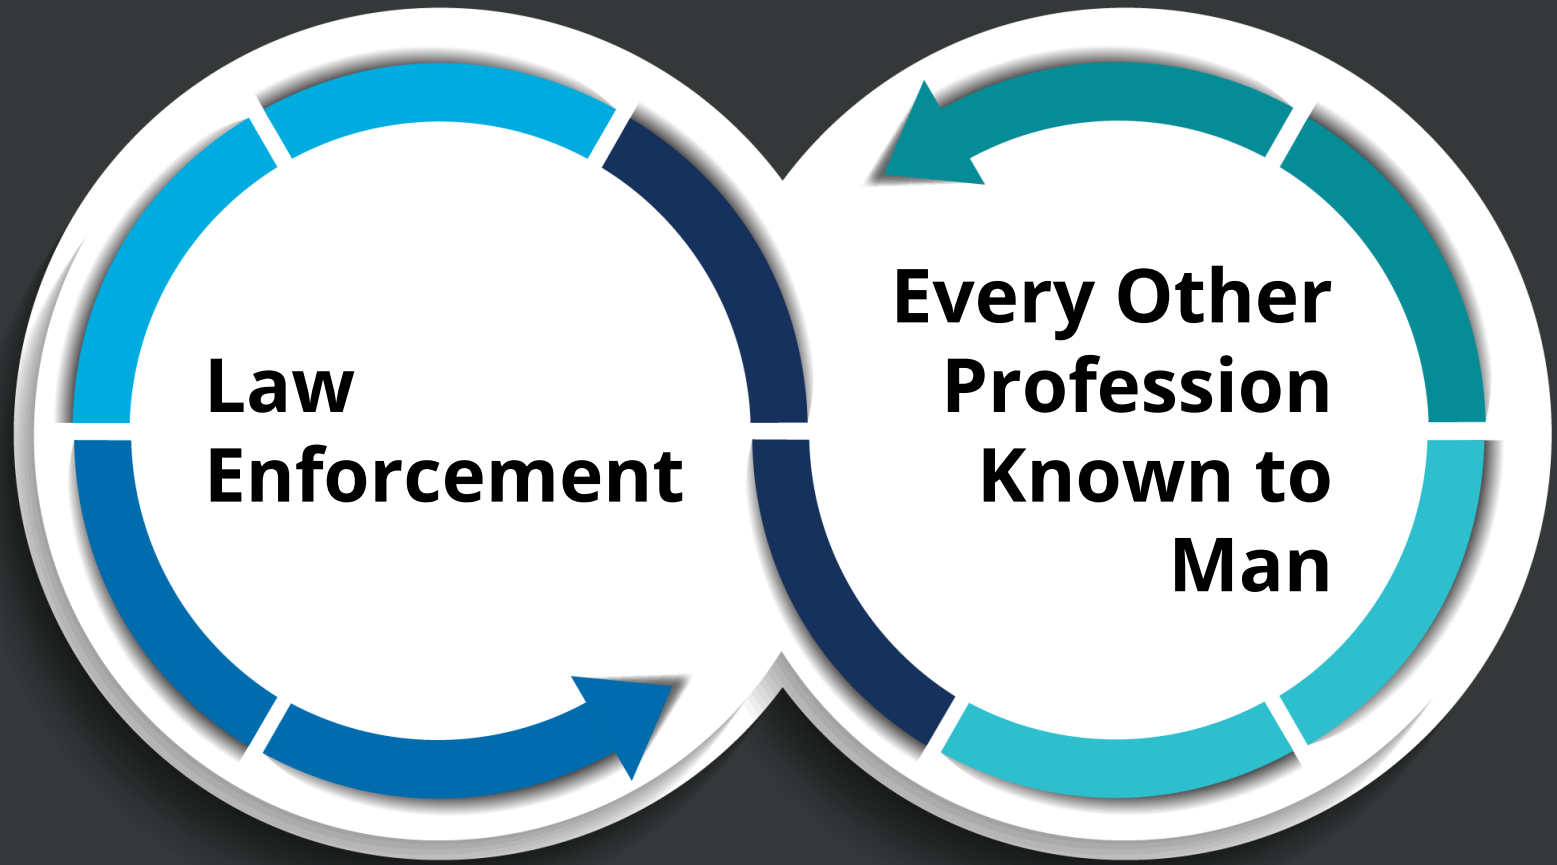 Law
Enforcement
Every Other
Profession
Known to
Man